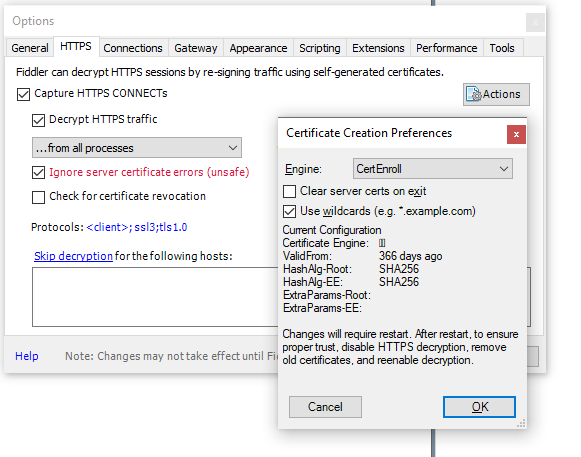 Options
General HTTPS Connections Gateway Appearance Scripting Extensions Performance Tools
Fiddler can decrypt HTTPS sessions by re-signing traffic using self-generated certificates.
Capture HTTPS CONNECTs
Actions
Decrypt HTTPS traffic
...from all processes
Ignore server certificate errors (unsafe)
Check for certificate revocation
Protocols: <client>;ssl3;tls1.0
Skip decryption for the following hosts:
Help
Note: Changes may not take effect until
Certificate Creation Preferences
Engine: CertEnroll
Clear server certs on exit
Use wildcards (e.g. *.example.com)
Current Configuration
Certificate Engine:
ValidFrom: 366 days ago
HashAlg-Root: SHA256
HashAlg-EE: SHA256
ExtraParams-Root:
ExtraParams-EE:
Changes will require restart. After restart, to ensure
proper trust, disable HTTPS decryption, remove
old certificates, and reenable decryption.
Cancel
OK